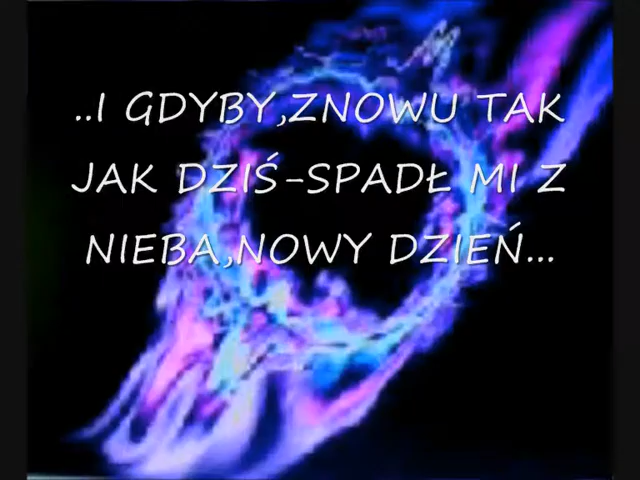 ..I GDYBY,ZNOWU TAK
JAK DZIŚ-SPADŁ MI Z
NIEBA,NOWY DZIEŃ...